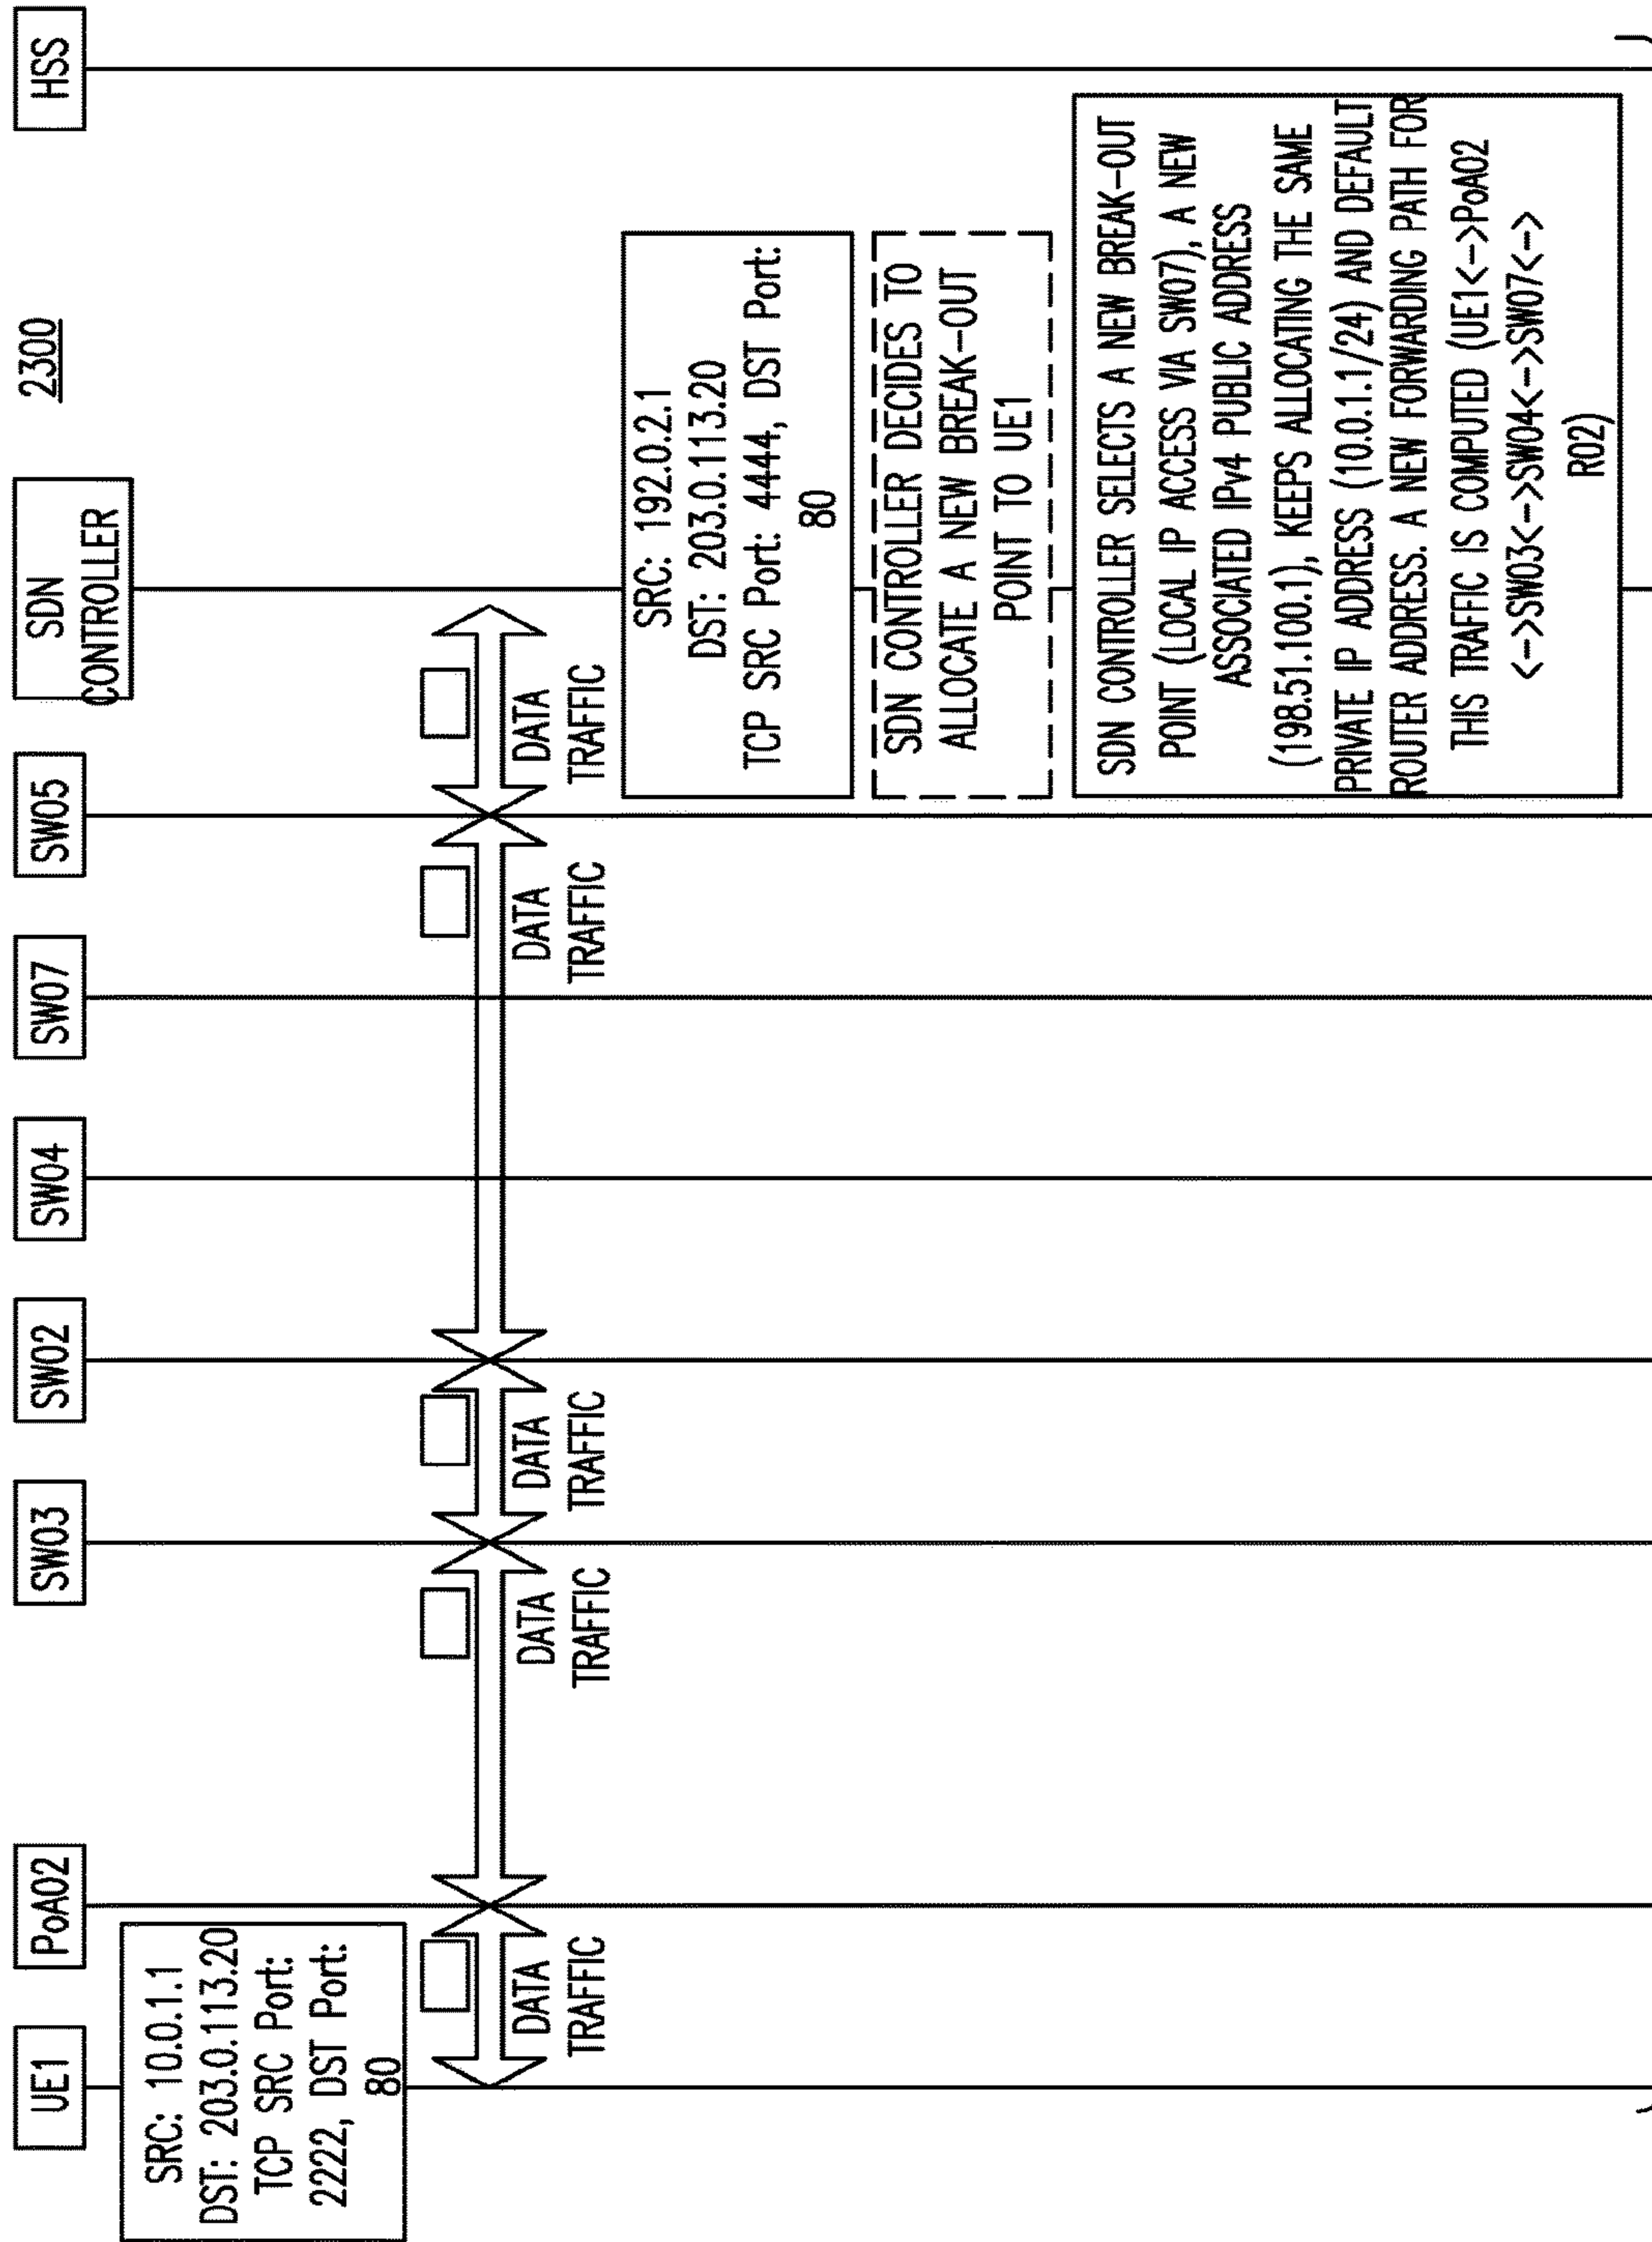 2300
UE1
PoA02
SW03
SW02
SW04
SW07
SW05
SDN
CONTROLLER
HSS
SRC: 10.0.1.1
DST: 203.0.113.20
TCP SRC Port:
2222, DST Port:
80
DATA
TRAFFIC
DATA
TRAFFIC
DATA
TRAFFIC
DATA
TRAFFIC
DATA
TRAFFIC
SRC: 192.0.2.1
DST: 203.0.113.20
TCP SRC Port: 4444, DST Port:
80
SDN CONTROLLER DECIDES TO
ALLOCATE A NEW BREAK-OUT
POINT TO UE1
SDN CONTROLLER SELECTS A NEW BREAK-OUT
POINT (LOCAL IP ACCESS VIA SW07), A NEW
ASSOCIATED IPv4 PUBLIC ADDRESS
(198.51.100.1), KEEPS ALLOCATING THE SAME
PRIVATE IP ADDRESS (10.0.1.1/24) AND DEFAULT
ROUTER ADDRESS. A NEW FORWARDING PATH FOR
THIS TRAFFIC IS COMPUTED (UE1<->PoA02
<->SW03<->SW04<->SW07<->
R02)